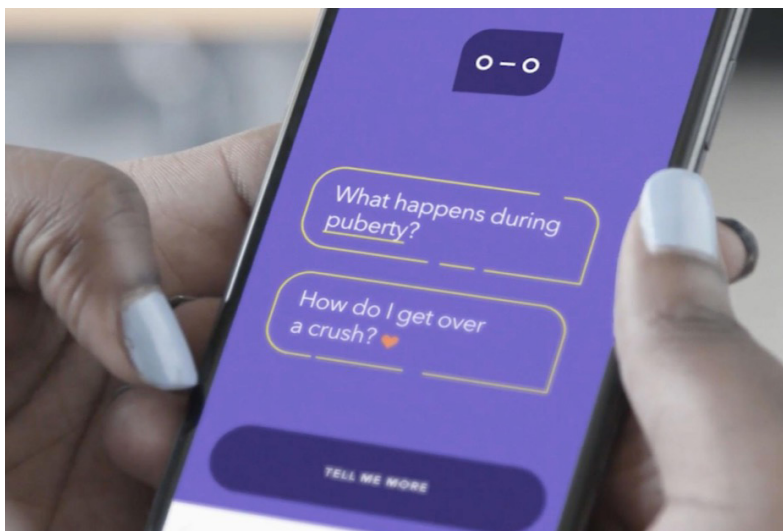 What happens during
puberty?
How do I get over
a crush? 🧡
TELL ME MORE